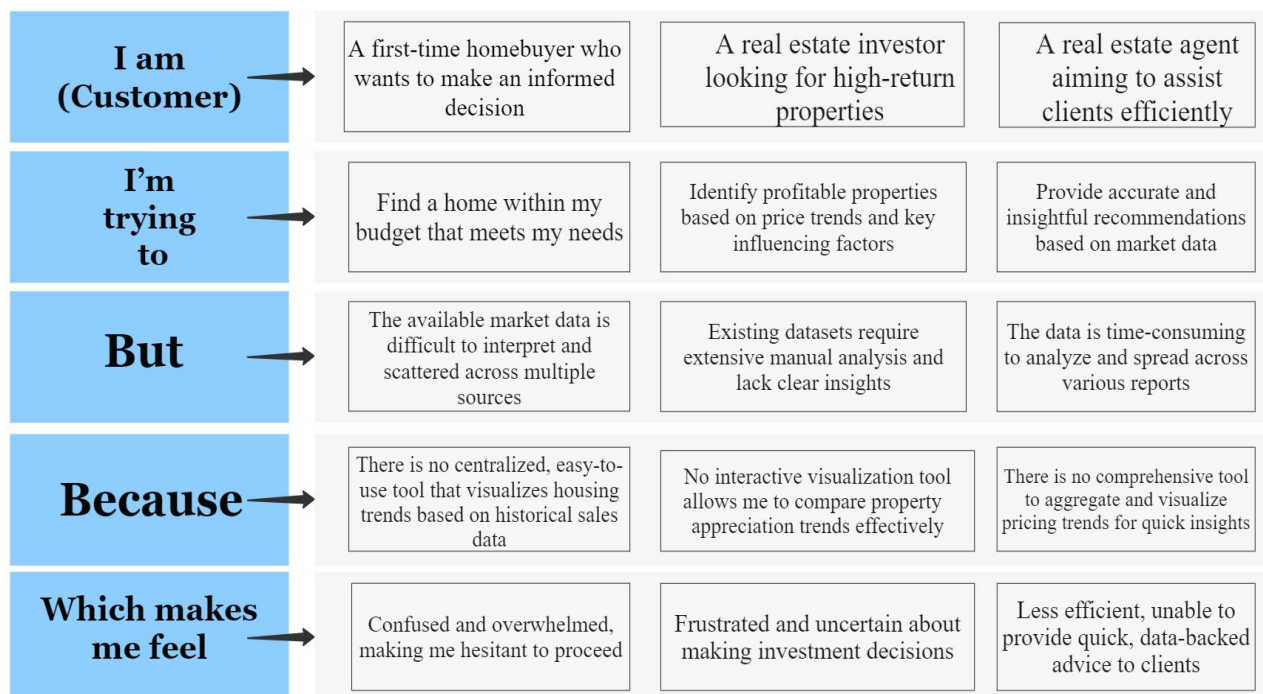 I am
(Customer)
A first-time homebuyer who
wants to make an informed
decision
A real estate investor
looking for high-return
properties
A real estate agent
aiming to assist
clients efficiently
I'm
trying
to
Find a home within my
budget that meets my needs
Identify profitable properties
based on price trends and key
influencing factors
Provide accurate and
insightful recommendations
based on market data
But
The available market data is
difficult to interpret and
scattered across multiple
sources
Existing datasets require
extensive manual analysis and
lack clear insights
The data is time-consuming
to analyze and spread across
various reports
Because
There is no centralized, easy-to-
use tool that visualizes housing
trends based on historical sales
data
No interactive visualization tool
allows me to compare property
appreciation trends effectively
There is no comprehensive tool
to aggregate and visualize
pricing trends for quick insights
Which makes
me feel
Confused and overwhelmed,
making me hesitant to proceed
Frustrated and uncertain about
making investment decisions
Less efficient, unable to
provide quick, data-backed
advice to clients